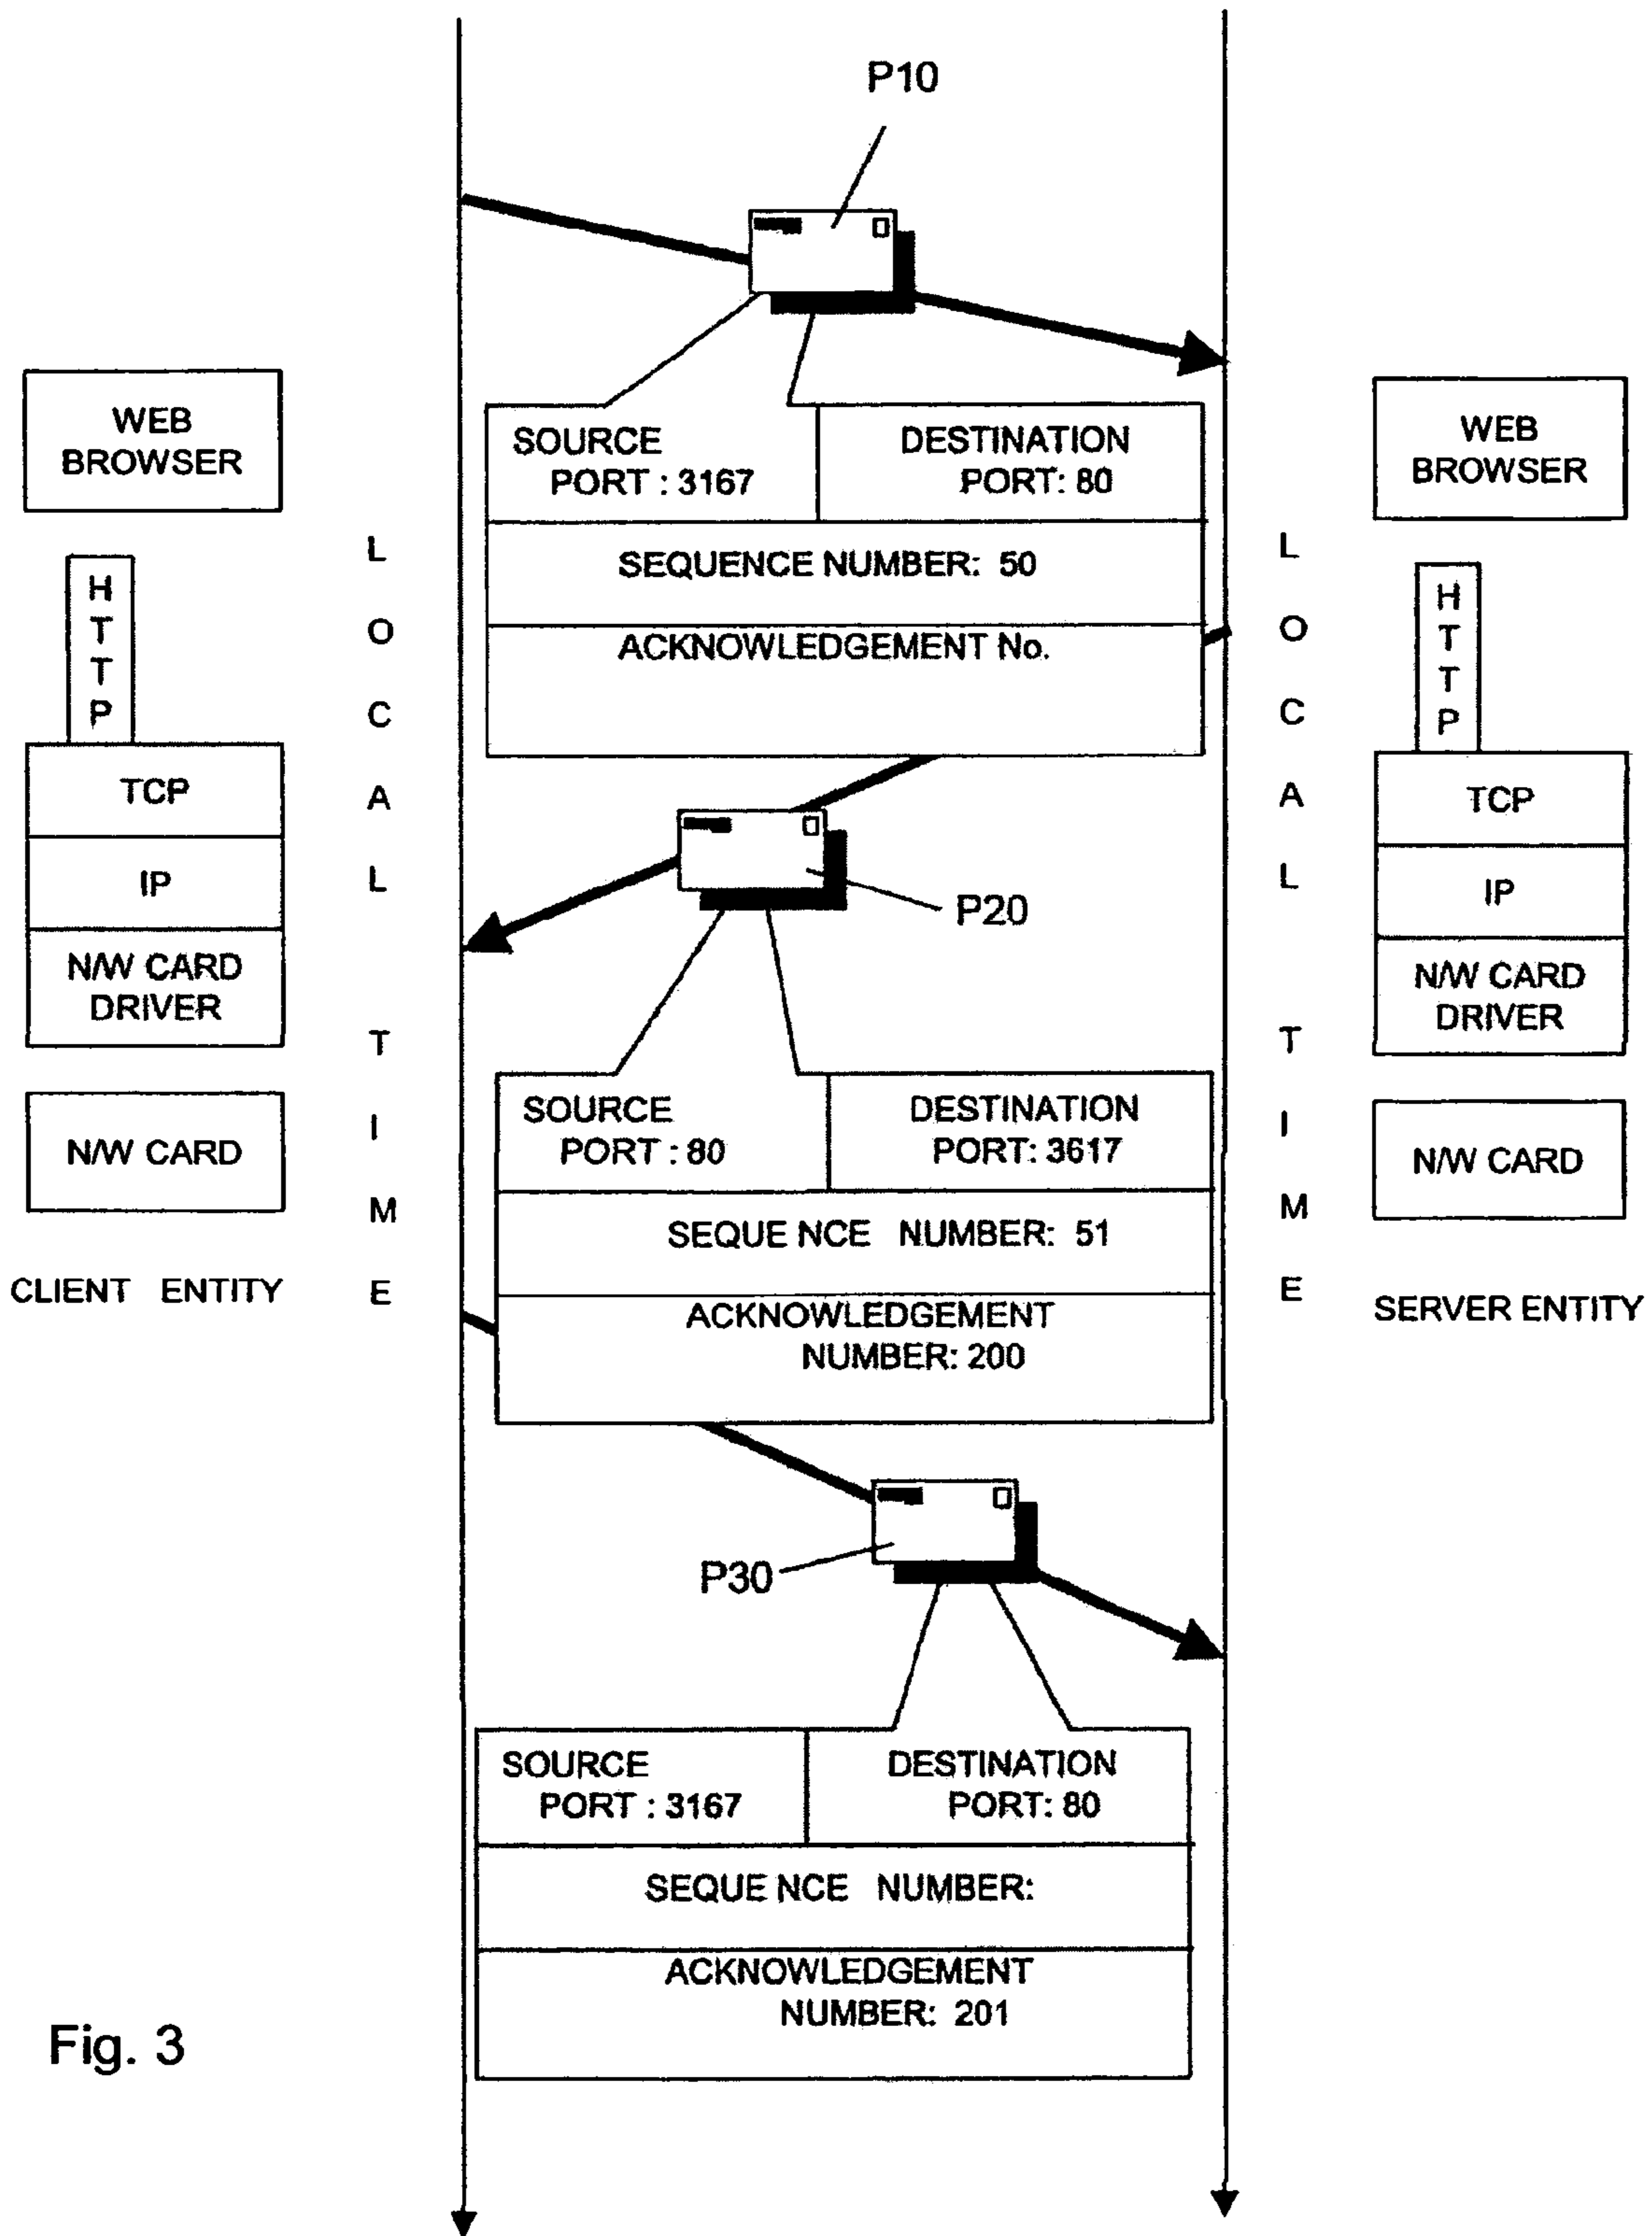 P10
WEB
BROWSER
H
T
T
P
TCP
IP
N/W CARD
DRIVER
N/W CARD
CLIENT ENTITY
L
O
C
A
L
T
I
M
E
SOURCE
PORT : 3167
DESTINATION
PORT: 80
SEQUENCE NUMBER: 50
ACKNOWLEDGEMENT No.
P20
SOURCE
PORT : 80
DESTINATION
PORT: 3617
SEQUE NCE NUMBER: 51
ACKNOWLEDGEMENT
NUMBER: 200
P30
SOURCE
PORT : 3167
DESTINATION
PORT: 80
SEQUE NCE NUMBER:
ACKNOWLEDGEMENT
NUMBER: 201
L
O
C
A
L
T
I
M
E
WEB
BROWSER
H
T
T
P
TCP
IP
N/W CARD
DRIVER
N/W CARD
SERVER ENTITY
Fig. 3